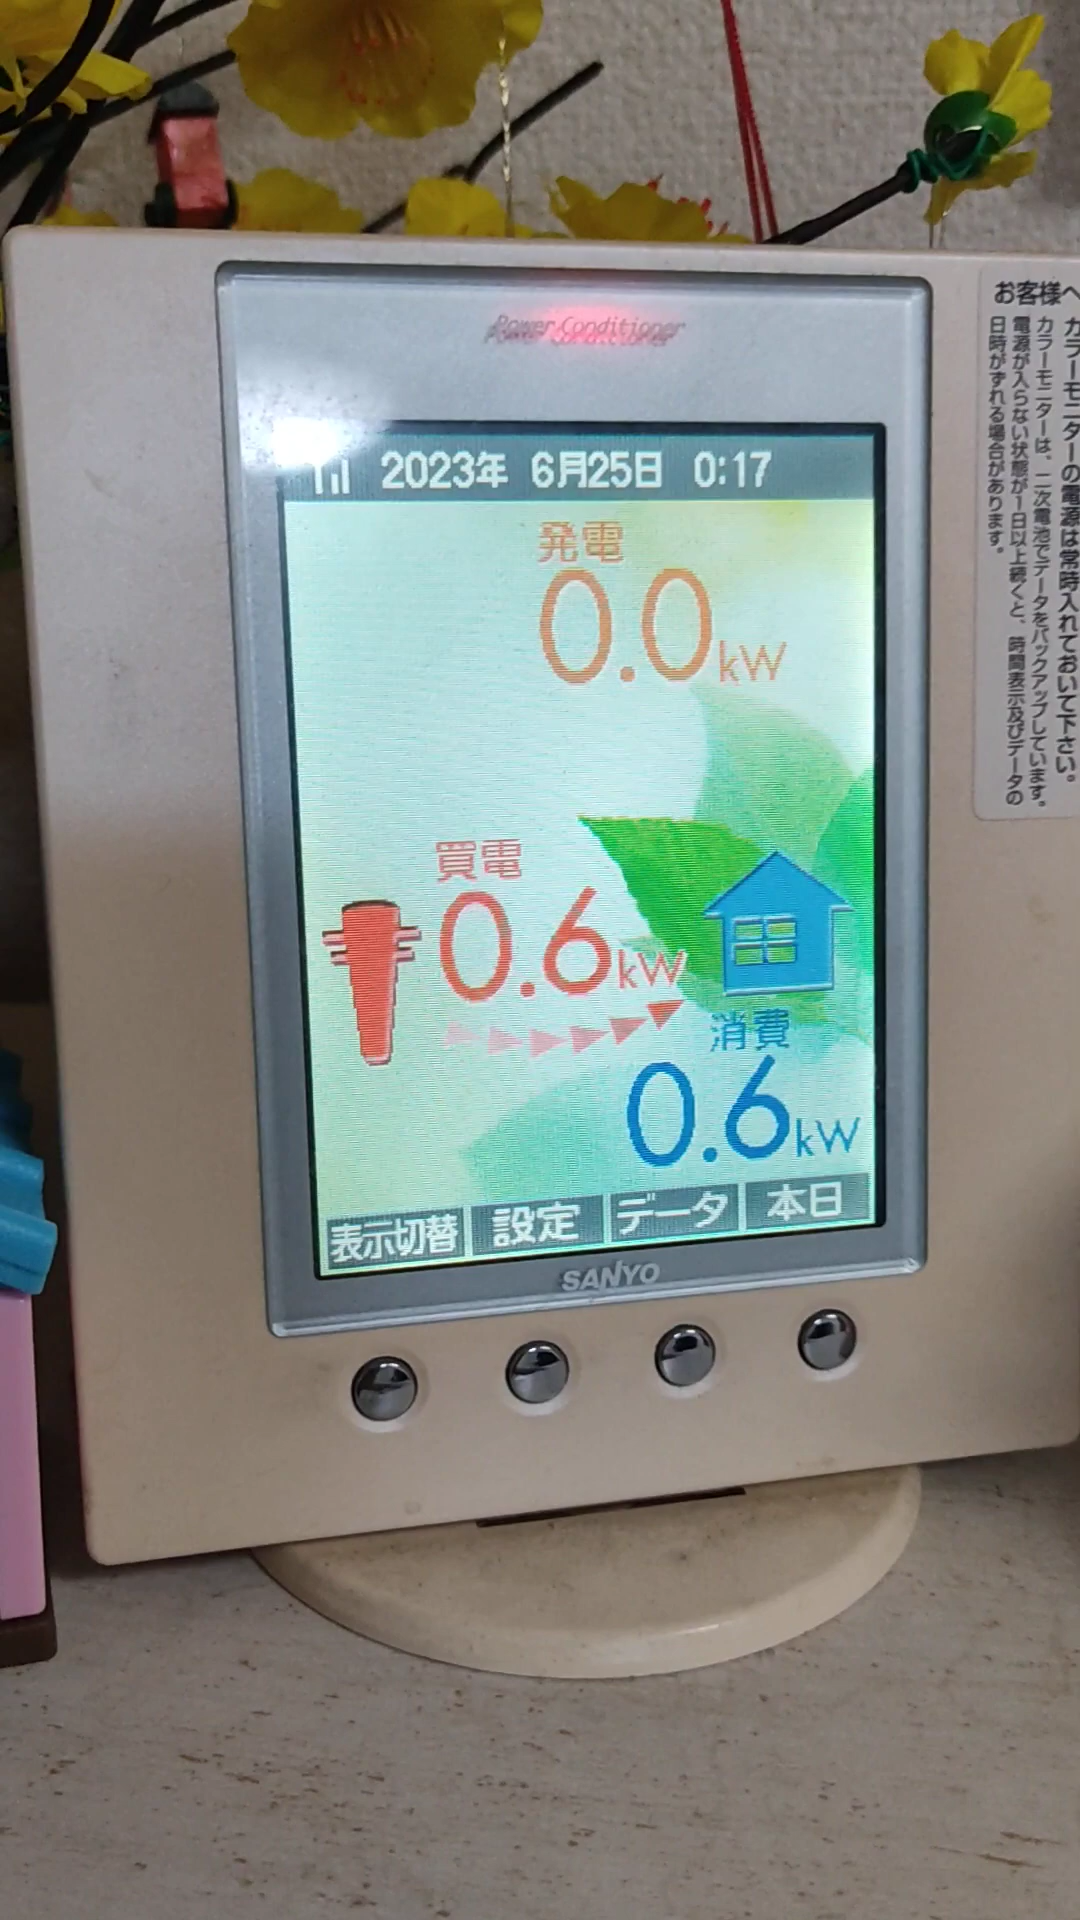 Power Conditioner
2023年 6月25日 0:17
発電
0.0kW
買電
0.6kW
消費
0.6kW
表示切替 設定 データ 本日
SANYO
お客様へ
カラーモニターの電源は常時入れておいて下さい。
カラーモニターは、二次電池でデータをバックアップしています。
電源が入らない状態が1日以上続くと、時間表示及びデータの
日時がずれる場合があります。